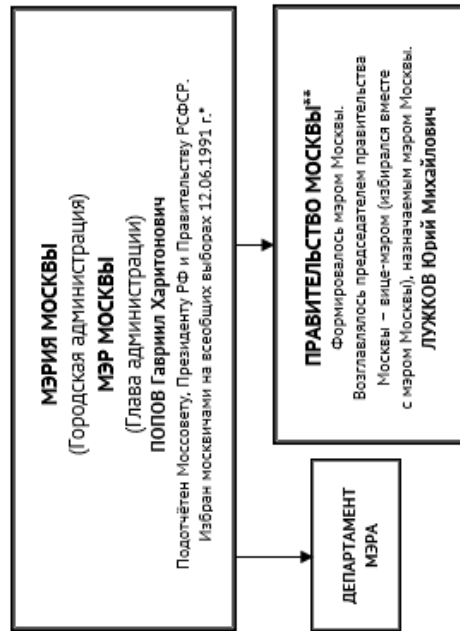 МЭРИЯ МОСКВЫ
(Городская администрация)
МЭР МОСКВЫ
(Глава администрации)
ПОПОВ Гавриил Харитонович
Подотчётен Моссовету, Президенту РФ и Правительству РСФСР.
Избран москвичами на всеобщих выборах 12.06.1991 г.*
ДЕПАРТАМЕНТ
МЭРА
ПРАВИТЕЛЬСТВО МОСКВЫ**
Формировалось мэром Москвы.
Возглавлялось председателем правительства
Москвы – вице-мэром (избирался вместе
с мэром Москвы), назначаемым мэром Москвы.
ЛУЖКОВ Юрий Михайлович